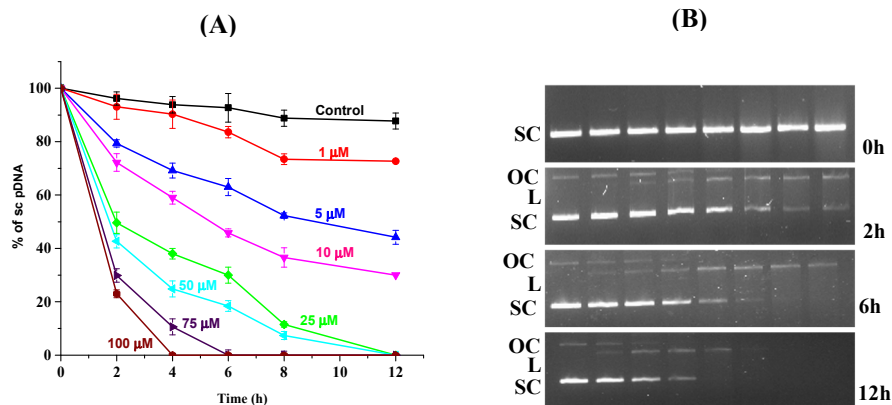 (A)
(B)
100
80
60
40
20
0
% of sc pDNA
0 2 4 6 8 10 12
Time (h)
Control
1 µM
5 µM
10 µM
25 µM
50 µM
75 µM
100 µM
SC
0h
OC
L
SC
2h
OC
L
SC
6h
OC
L
SC
12h